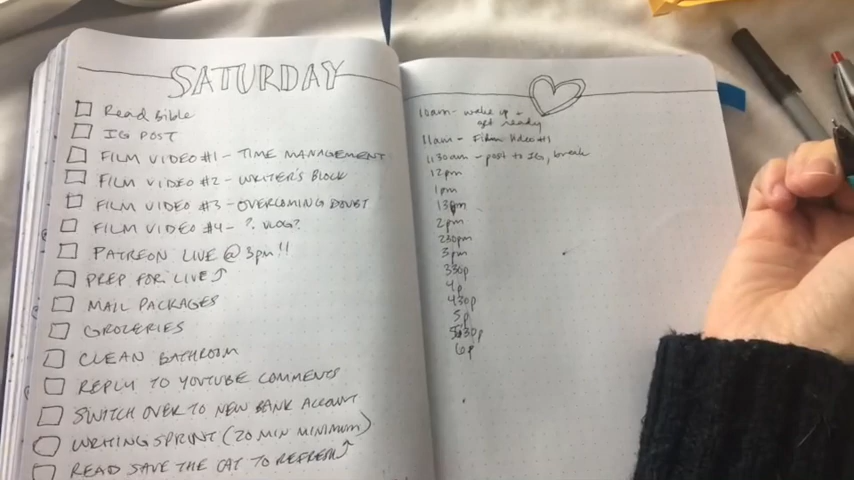 SATURDAY
Read Bible
IG POST
FILM VIDEO #1 - TIME MANAGEMENT
FILM VIDEO #2 - WRITER'S BLOCK
FILM VIDEO #3 - OVERCOMING DOUBT
FILM VIDEO #4 - ? VLOG?
PATREON LIVE @ 3pm!!
PREP FOR LIVE
MAIL PACKAGES
GROCERIES
CLEAN BATHROOM
REPLY TO YOUTUBE COMMENTS
SWITCH OVER TO NEW BANK ACCOUNT
WRITING SPRINT (20 MIN MINIMUM)
READ SAVE THE CAT TO REFRESH
10am - wake up +
get ready
11am - Film Video #1
1130am - post to IG, break
12pm
1pm
130pm
2pm
230pm
3pm
330p
4p
430p
5p
530p
6p